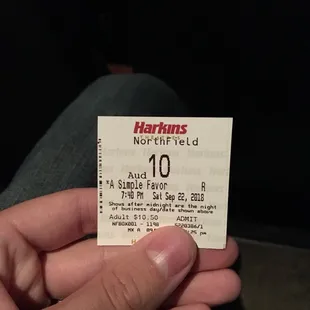 Harkins
THEATRES
Northfield
Aud 10
*A Simple Favor R
7:40 PM Sat Sep 22, 2018
Shows after midnight are the night
of business day/date shown above
Adult $10.50 ADMIT